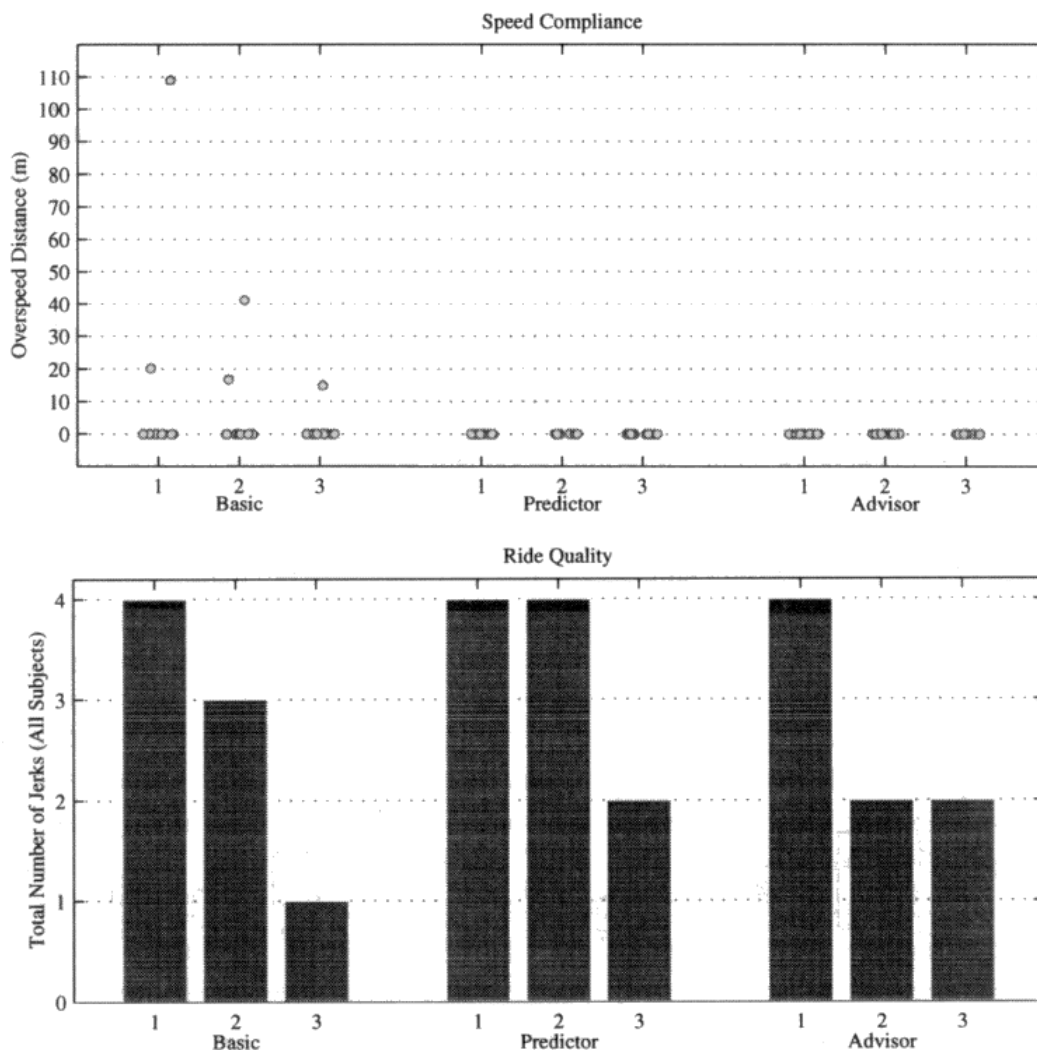 Speed Compliance
Overspeed Distance (m)
110
100
90
80
70
60
50
40
30
20
10
0
1 2 3 1 2 3 1 2 3
Basic Predictor Advisor
Ride Quality
Total Number of Jerks (All Subjects)
4
3
2
1
0
1 2 3 1 2 3 1 2 3
Basic Predictor Advisor